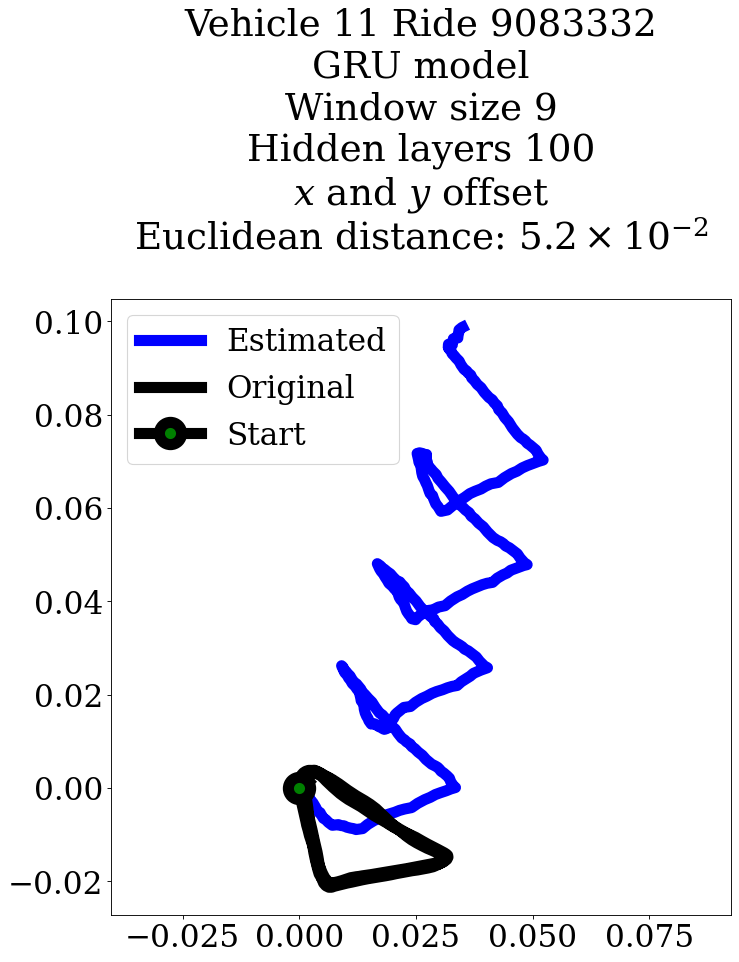 Vehicle 11 Ride 9083332
GRU model
Window size 9
Hidden layers 100
x and y offset
Euclidean distance: 5.2 × 10⁻²
0.10
0.08
0.06
0.04
0.02
0.00
−0.02
Estimated
Original
Start
−0.025 0.000 0.025 0.050 0.075